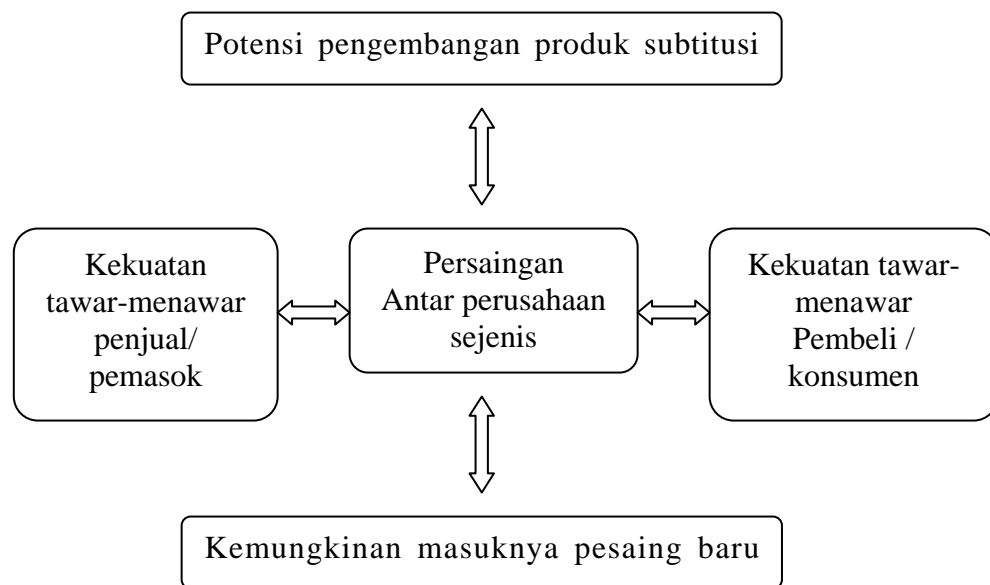 Potensi pengembangan produk subtitusi
Kekuatan
tawar-menawar
penjual/
pemasok
Persaingan
Antar perusahaan
sejenis
Kekuatan tawar-
menawar
Pembeli /
konsumen
Kemungkinan masuknya pesaing baru